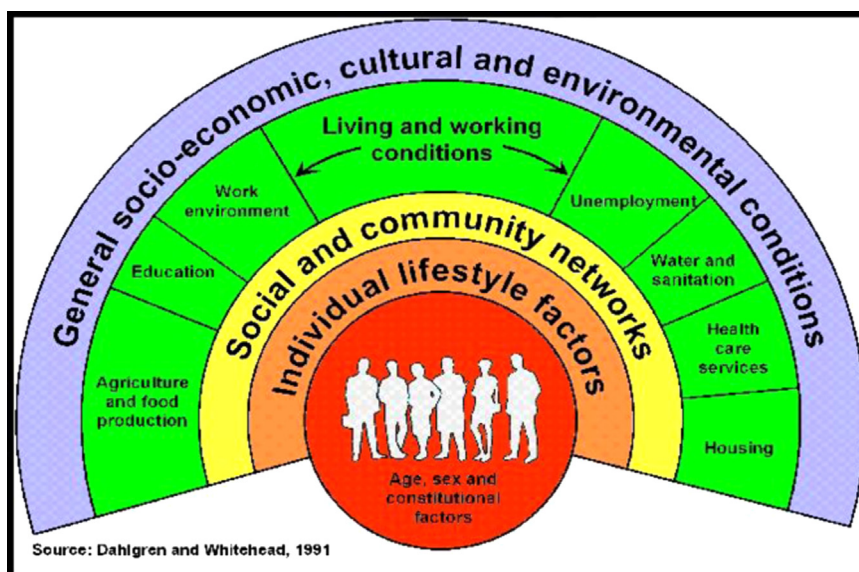 General socio-economic, cultural and environmental conditions
Living and working
conditions
Work
environment
Unemployment
Education
Water and
sanitation
Agriculture
and food
production
Health
care
services
Housing
Social and community networks
Individual lifestyle factors
Age, sex and
constitutional
factors
Source: Dahlgren and Whitehead, 1991